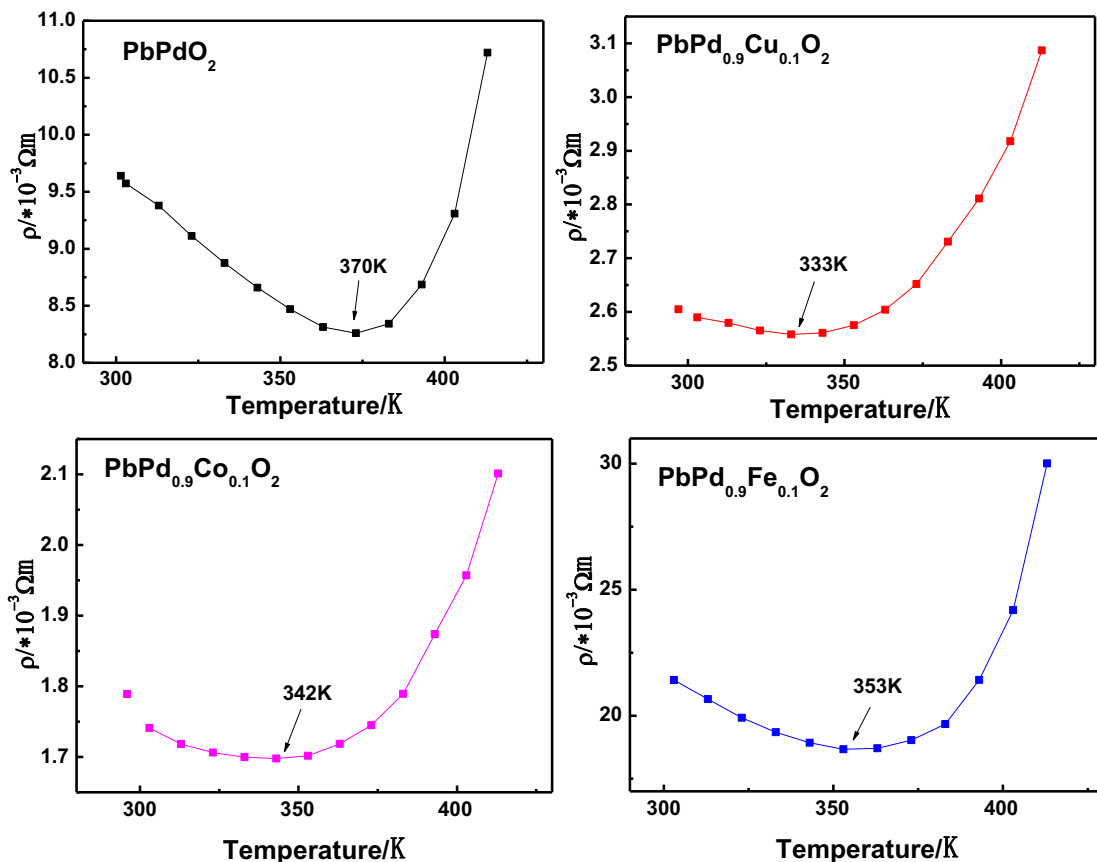 PbPdO₂
11.0
10.5
10.0
9.5
9.0
8.5
8.0
ρ/*10⁻³Ωm
370K
300
350
400
Temperature/K
PbPd₀.₉Cu₀.₁O₂
3.1
3.0
2.9
2.8
2.7
2.6
2.5
ρ/*10⁻³Ωm
333K
300
350
400
Temperature/K
PbPd₀.₉Co₀.₁O₂
2.1
2.0
1.9
1.8
1.7
ρ/*10⁻³Ωm
342K
300
350
400
Temperature/K
PbPd₀.₉Fe₀.₁O₂
30
25
20
ρ/*10⁻³Ωm
353K
300
350
400
Temperature/K